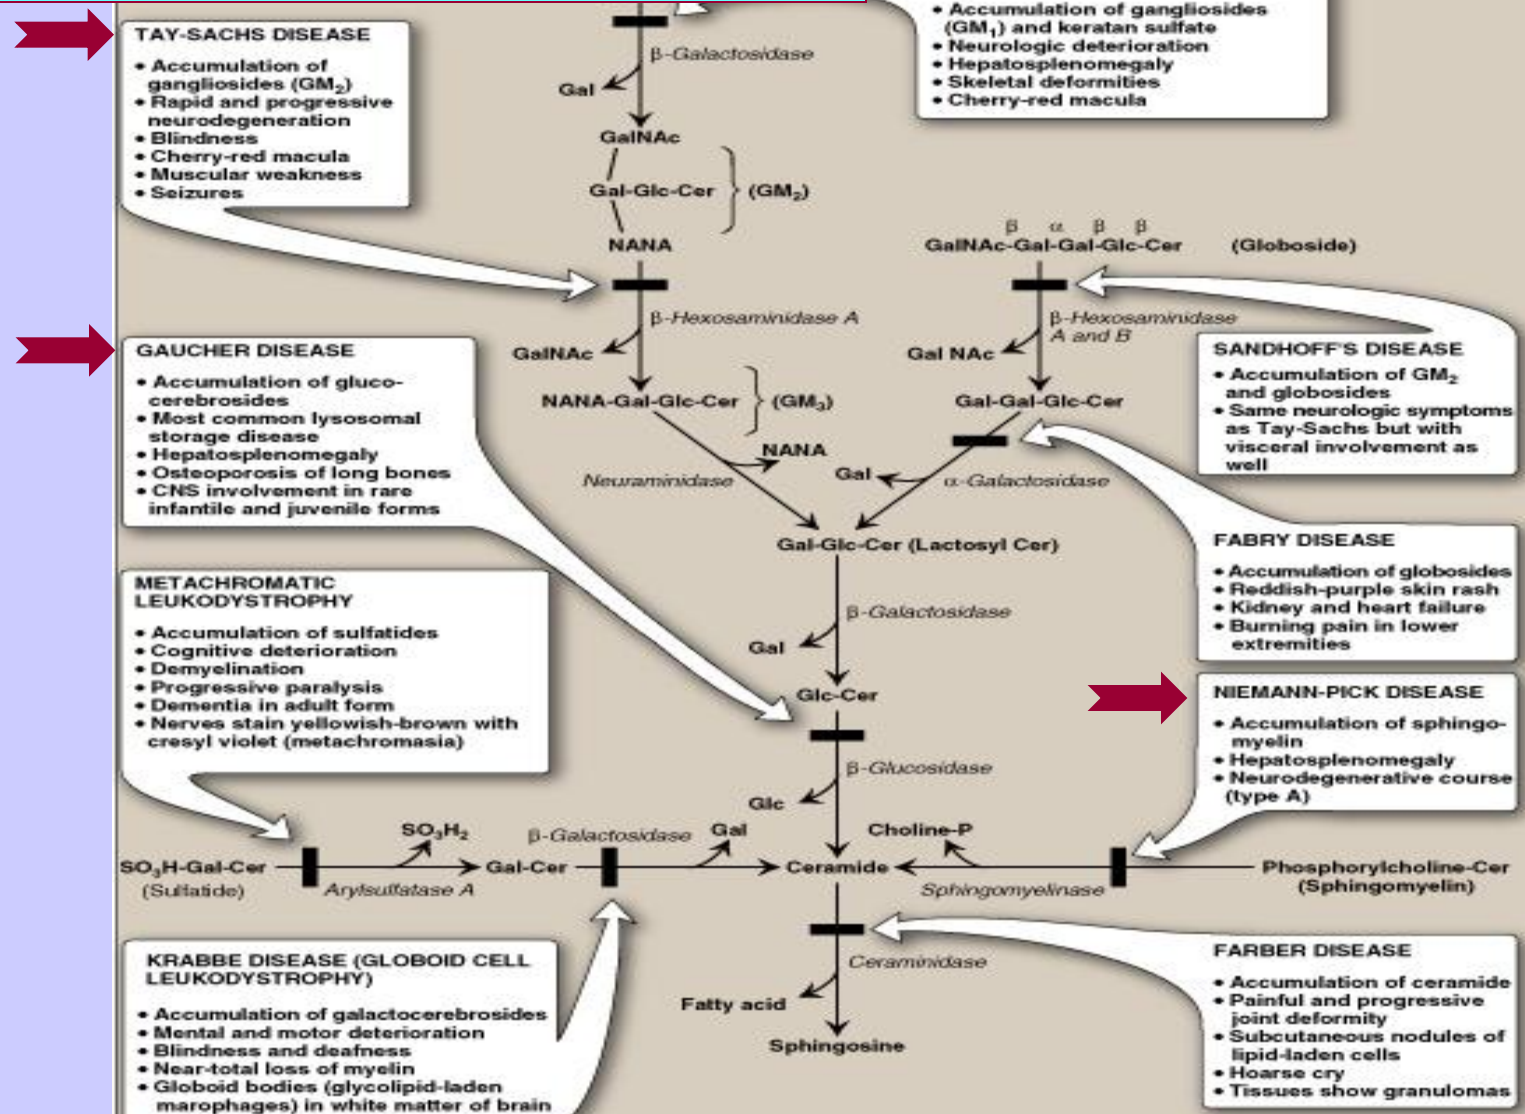 • Accumulation of gangliosides
(GM1) and keratan sulfate
• Neurologic deterioration
• Hepatosplenomegaly
• Skeletal deformities
• Cherry-red macula
TAY-SACHS DISEASE
• Accumulation of
gangliosides (GM2)
• Rapid and progressive
neurodegeneration
• Blindness
• Cherry-red macula
• Muscular weakness
• Seizures
β-Galactosidase
Gal
GalNAc
Gal-Glc-Cer
(GM2)
NANA
β-Hexosaminidase A
GalNAc
NANA-Gal-Glc-Cer
(GM3)
NANA
Neuraminidase
β α β β
GalNAc-Gal-Gal-Glc-Cer (Globoside)
β-Hexosaminidase
A and B
Gal NAc
Gal-Gal-Glc-Cer
Gal
α-Galactosidase
SANDHOFF'S DISEASE
• Accumulation of GM2
and globosides
• Same neurologic symptoms
as Tay-Sachs but with
visceral involvement as
well
GAUCHER DISEASE
• Accumulation of gluco-
cerebrosides
• Most common lysosomal
storage disease
• Hepatosplenomegaly
• Osteoporosis of long bones
• CNS involvement in rare
infantile and juvenile forms
FABRY DISEASE
• Accumulation of globosides
• Reddish-purple skin rash
• Kidney and heart failure
• Burning pain in lower
extremities
Gal-Glc-Cer (Lactosyl Cer)
β-Galactosidase
Gal
Glc-Cer
β-Glucosidase
Glc
METACHROMATIC
LEUKODYSTROPHY
• Accumulation of sulfatides
• Cognitive deterioration
• Demyelination
• Progressive paralysis
• Dementia in adult form
• Nerves stain yellowish-brown with
cresyl violet (metachromasia)
NIEMANN-PICK DISEASE
• Accumulation of sphingo-
myelin
• Hepatosplenomegaly
• Neurodegenerative course
(type A)
SO3H2
β-Galactosidase
Gal
Choline-P
SO3H-Gal-Cer
(Sulfatide)
Arylsulfatase A
Gal-Cer
Ceramide
Sphingomyelinase
Phosphorylcholine-Cer
(Sphingomyelin)
Ceraminidase
Fatty acid
Sphingosine
KRABBE DISEASE (GLOBOID CELL
LEUKODYSTROPHY)
• Accumulation of galactocerebrosides
• Mental and motor deterioration
• Blindness and deafness
• Near-total loss of myelin
• Globoid bodies (glycolipid-laden
marophages) in white matter of brain
FARBER DISEASE
• Accumulation of ceramide
• Painful and progressive
joint deformity
• Subcutaneous nodules of
lipid-laden cells
• Hoarse cry
• Tissues show granulomas